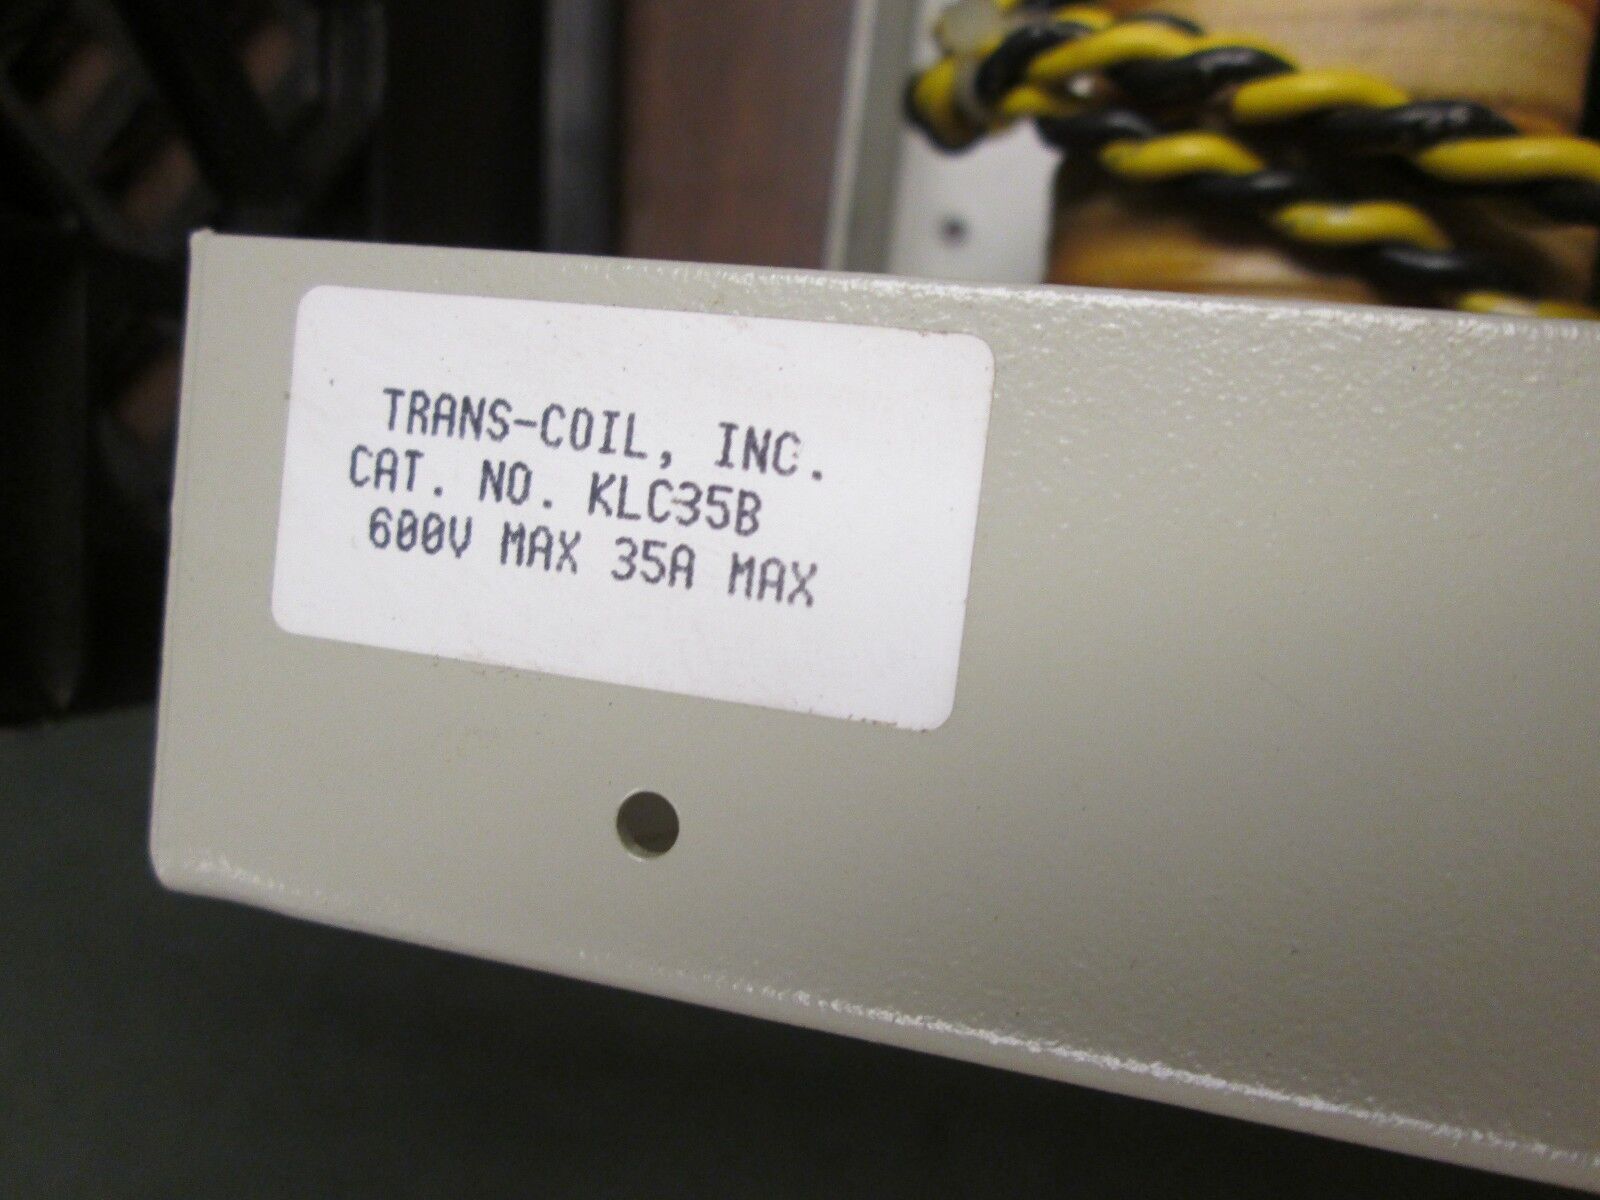 TRANS-COIL, INC.
CAT. NO. KLC35B
600V MAX 35A MAX